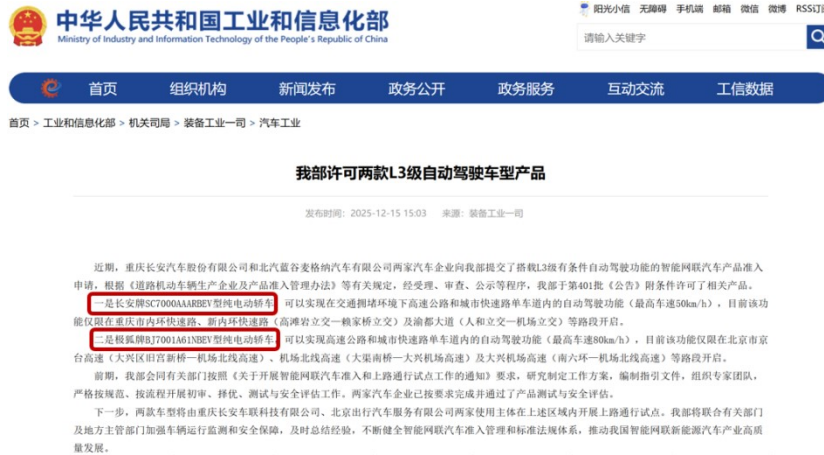 中华人民共和国工业和信息化部
Ministry of Industry and Information Technology of the People's Republic of China
阳光小信 无障碍 手机端 邮箱 微信 微博 RSS订
请输入关键字
首页 组织机构 新闻发布 政务公开 政务服务 互动交流 工信数据
首页 > 工业和信息化部 > 机关司局 > 装备工业一司 > 汽车工业
我部许可两款L3级自动驾驶车型产品
发布时间：2025-12-15 15:03 来源：装备工业一司
近期，重庆长安汽车股份有限公司和北汽蓝谷麦格纳汽车有限公司两家汽车企业向我部提交了搭载L3级有条件自动驾驶功能的智能网联汽车产品准入
申请，根据《道路机动车辆生产企业及产品准入管理办法》等有关规定，经受理、审查、公示等程序，我部于第401批《公告》附条件许可了相关产品。
一是长安牌SC7000AAARBEV型纯电动轿车，可以实现在交通拥堵环境下高速公路和城市快速路单车道内的自动驾驶功能（最高车速50km/h），目前该功
能仅限在重庆市内环快速路、新内环快速路（高滩岩立交—赖家桥立交）及渝都大道（人和立交—机场立交）等路段开启。
二是极狐牌BJ7001A61NBEV型纯电动轿车，可以实现高速公路和城市快速路单车道内的自动驾驶功能（最高车速80km/h），目前该功能仅限在北京市京
台高速（大兴区旧宫新桥—机场北线高速）、机场北线高速（大渠南桥—大兴机场高速）及大兴机场高速（南六环—机场北线高速）等路段开启。
前期，我部会同有关部门按照《关于开展智能网联汽车准入和上路通行试点工作的通知》要求，研究制定工作方案，编制指引文件，组织专家团队，
严格按规范、按流程开展初审、择优、测试与安全评估工作。两家汽车企业已按要求完成并通过了产品测试与安全评估。
下一步，两款车型将由重庆长安车联科技有限公司、北京出行汽车服务有限公司两家使用主体在上述区域内开展上路通行试点。我部将联合有关部门
及地方主管部门加强车辆运行监测和安全保障，及时总结经验，不断健全智能网联汽车准入管理和标准法规体系，推动我国智能网联新能源汽车产业高质
量发展。